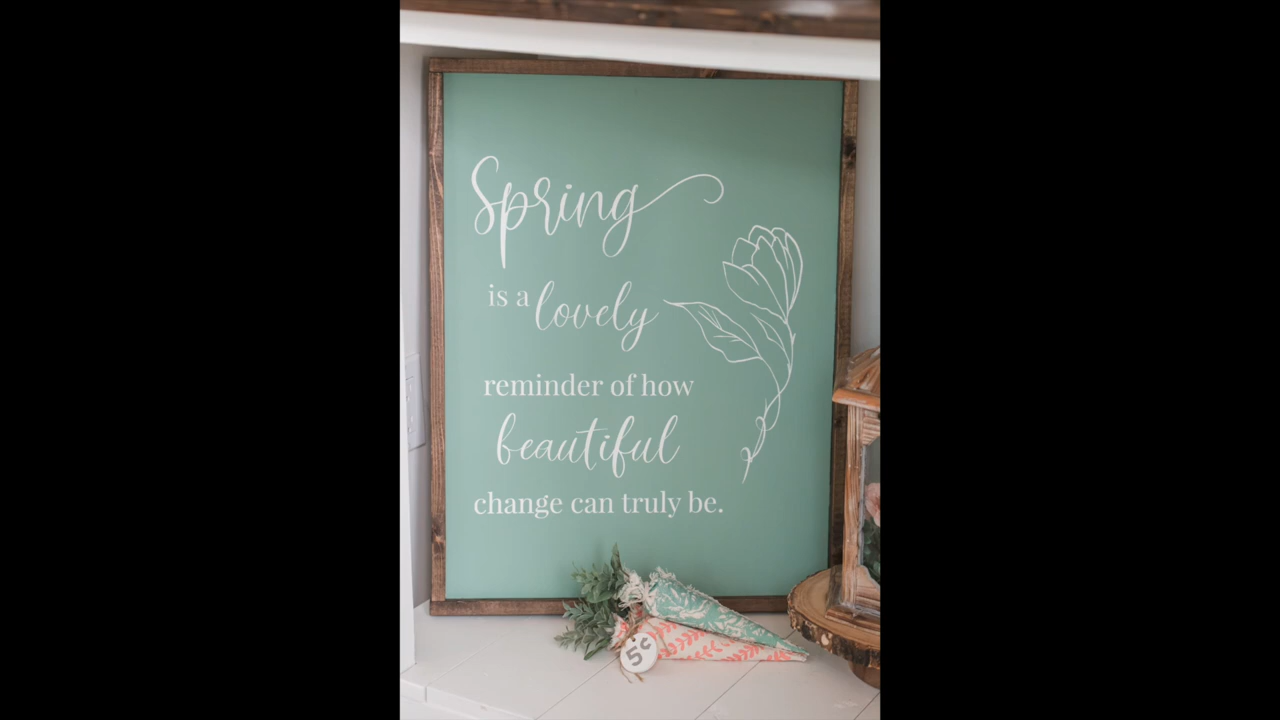 Spring
is a lovely
reminder of how
beautiful
change can truly be.
5¢